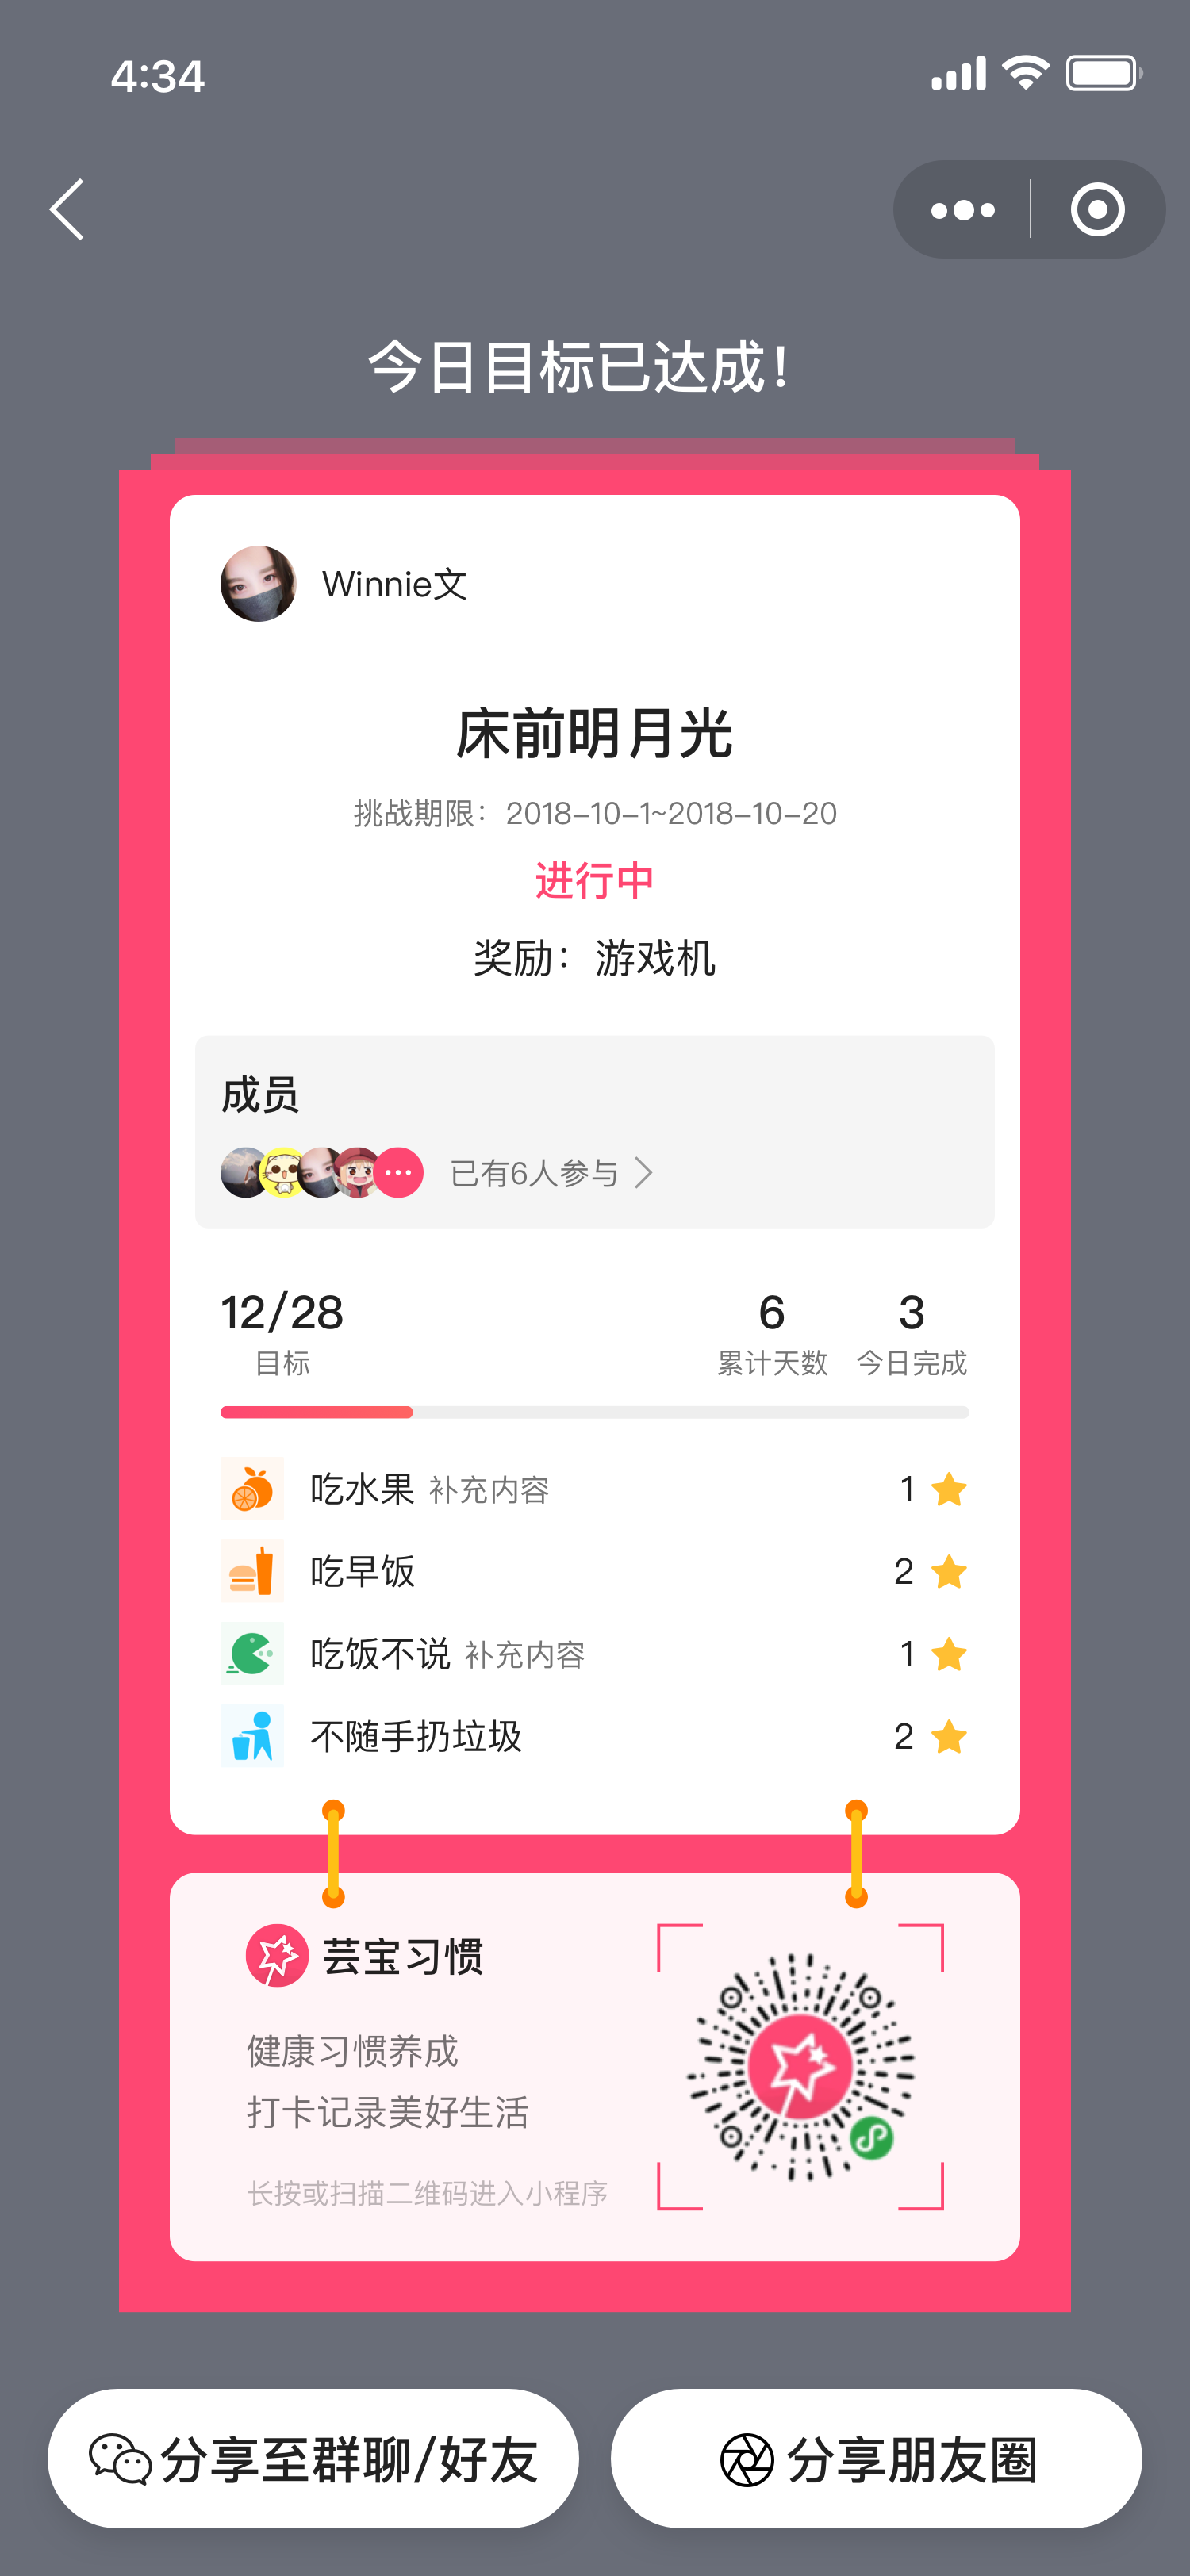 4:34
今日目标已达成！
Winnie文
床前明月光
挑战期限：2018-10-1~2018-10-20
进行中
奖励：游戏机
成员
已有6人参与
12/28 6 3
目标 累计天数 今日完成
吃水果 补充内容 1
吃早饭 2
吃饭不说 补充内容 1
不随手扔垃圾 2
芸宝习惯
健康习惯养成
打卡记录美好生活
长按或扫描二维码进入小程序
分享至群聊/好友 分享朋友圈